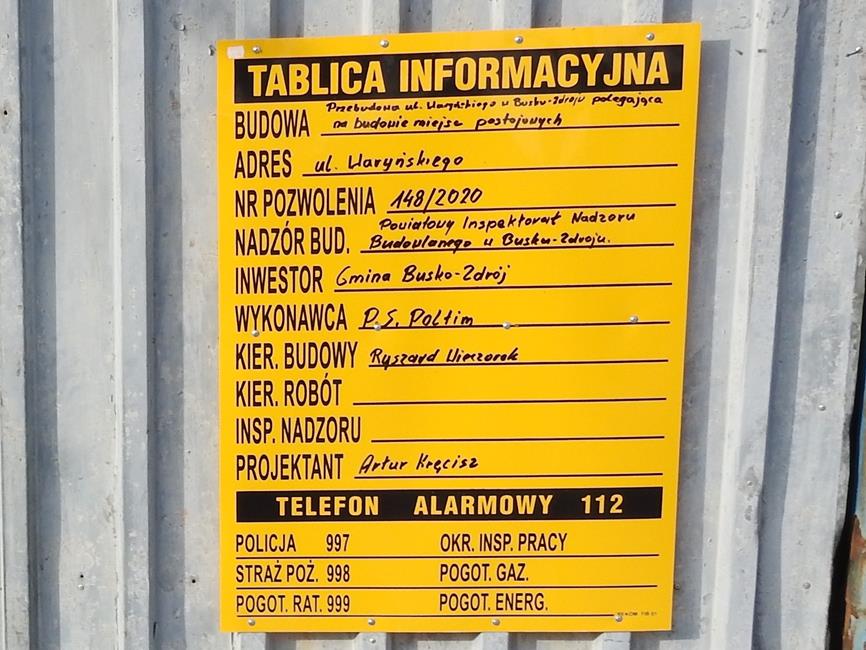 TABLICA INFORMACYJNA
Przebudowa ul. Waryńskiego w Busku-Zdroju polegająca
BUDOWA na budowie miejsc postojowych
ADRES ul. Waryńskiego
NR POZWOLENIA 148/2020
Powiatowy Inspektorat Nadzoru
NADZÓR BUD. Budowlanego w Busku-Zdroju.
INWESTOR Gmina Busko-Zdrój
WYKONAWCA P.S. Poltim
KIER. BUDOWY Ryszard Wieczorek
KIER. ROBÓT
INSP. NADZORU
PROJEKTANT Artur Kręcisz
TELEFON ALARMOWY 112
POLICJA 997 OKR. INSP. PRACY
STRAŻ POŻ. 998 POGOT. GAZ.
POGOT. RAT. 999 POGOT. ENERG.